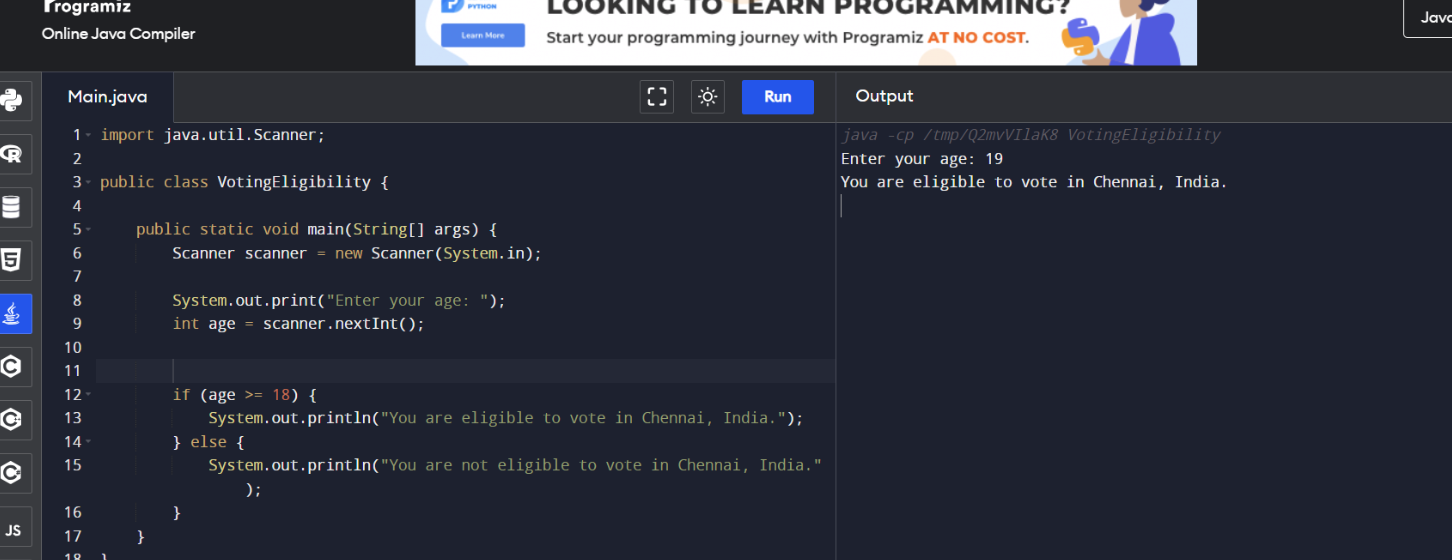 Programiz
Online Java Compiler
PYTHON
Learn More
LOOKING TO LEARN PROGRAMMING?
Start your programming journey with Programiz AT NO COST.
Java
Main.java
Run
Output
1 import java.util.Scanner;
2
3 public class VotingEligibility {
4
5 public static void main(String[] args) {
6 Scanner scanner = new Scanner(System.in);
7
8 System.out.print("Enter your age: ");
9 int age = scanner.nextInt();
10
11
12 if (age >= 18) {
13 System.out.println("You are eligible to vote in Chennai, India.");
14 } else {
15 System.out.println("You are not eligible to vote in Chennai, India."
);
16 }
17 }
18 }
java -cp /tmp/Q2mvVIlaK8 VotingEligibility
Enter your age: 19
You are eligible to vote in Chennai, India.
R
5
C
C
C
JS